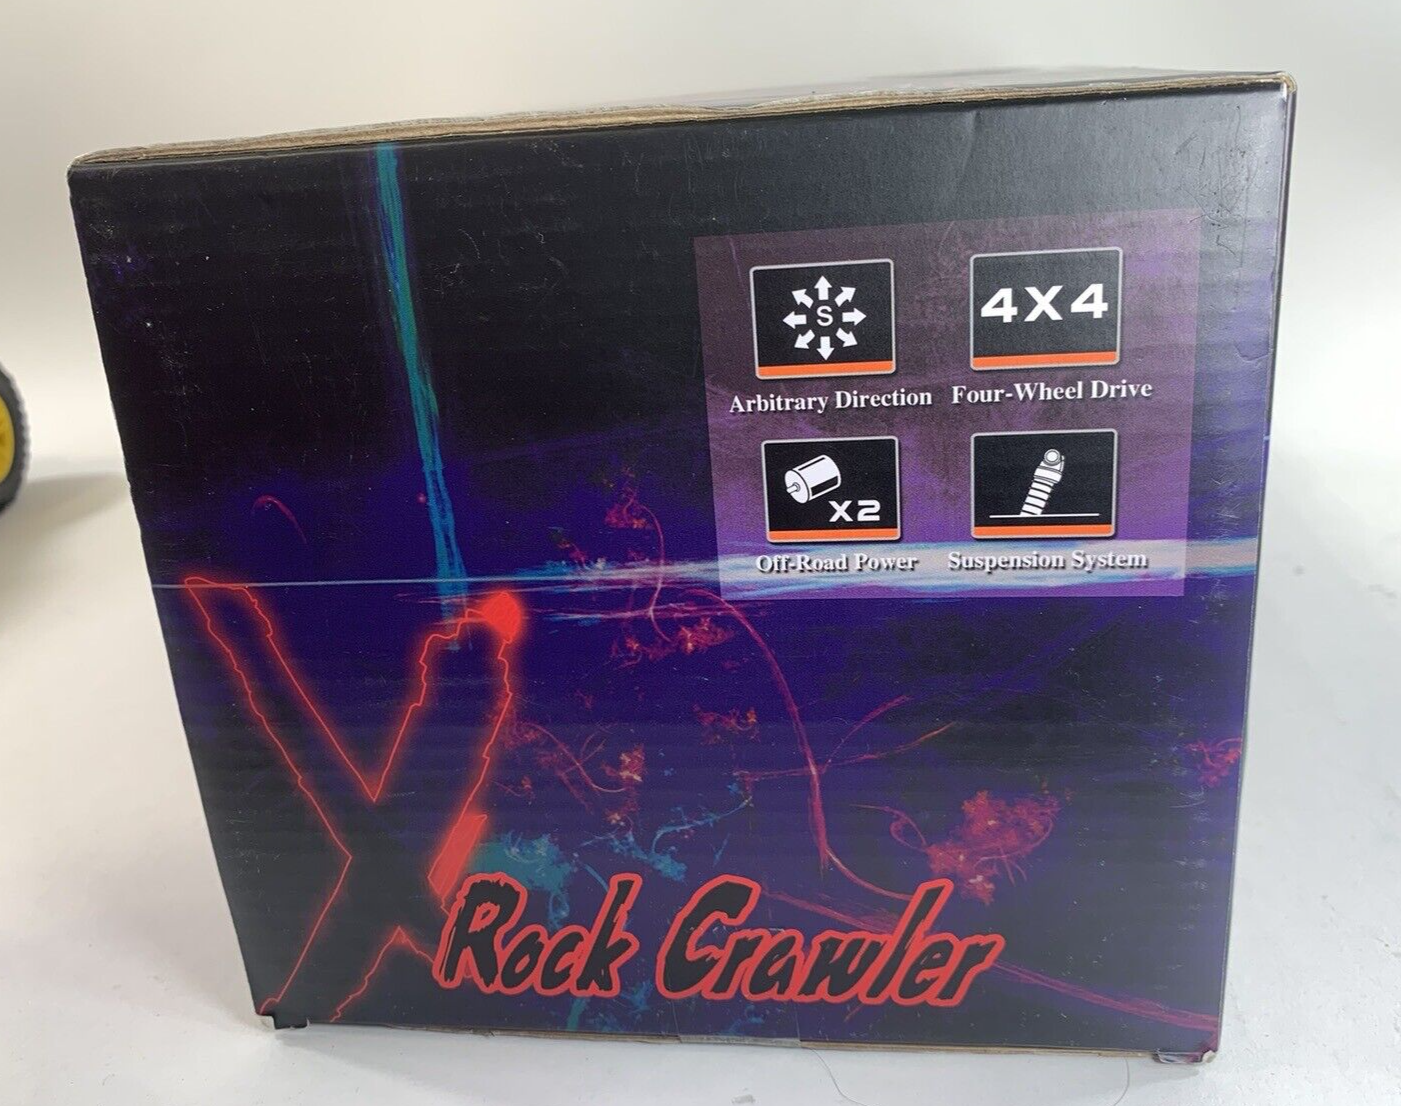 S
4X4
Arbitrary Direction
Four-Wheel Drive
X2
Off-Road Power
Suspension System
X
Rock Crawler